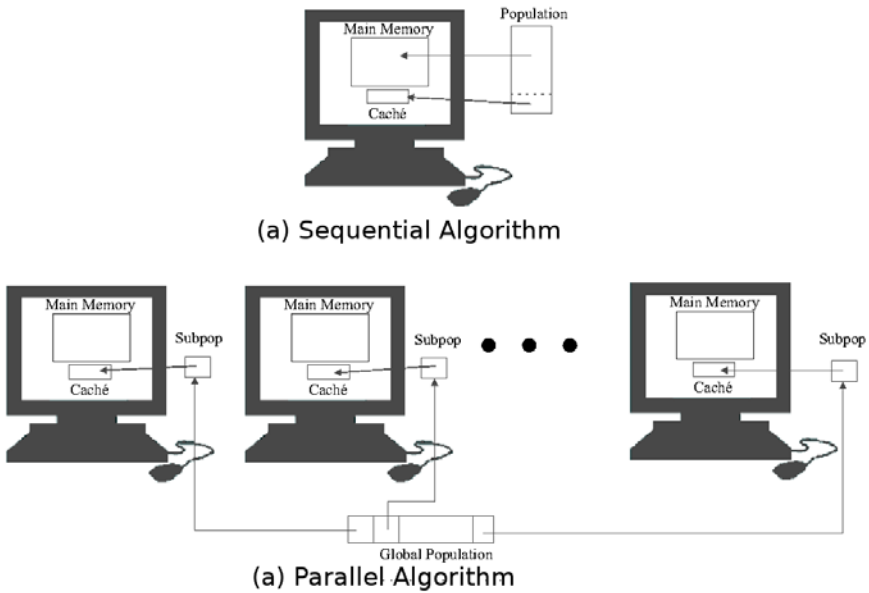 Population
Main Memory
Caché
(a) Sequential Algorithm
Main Memory
Subpop
Caché
Main Memory
Subpop
Caché
Main Memory
Subpop
Caché
Global Population
(a) Parallel Algorithm